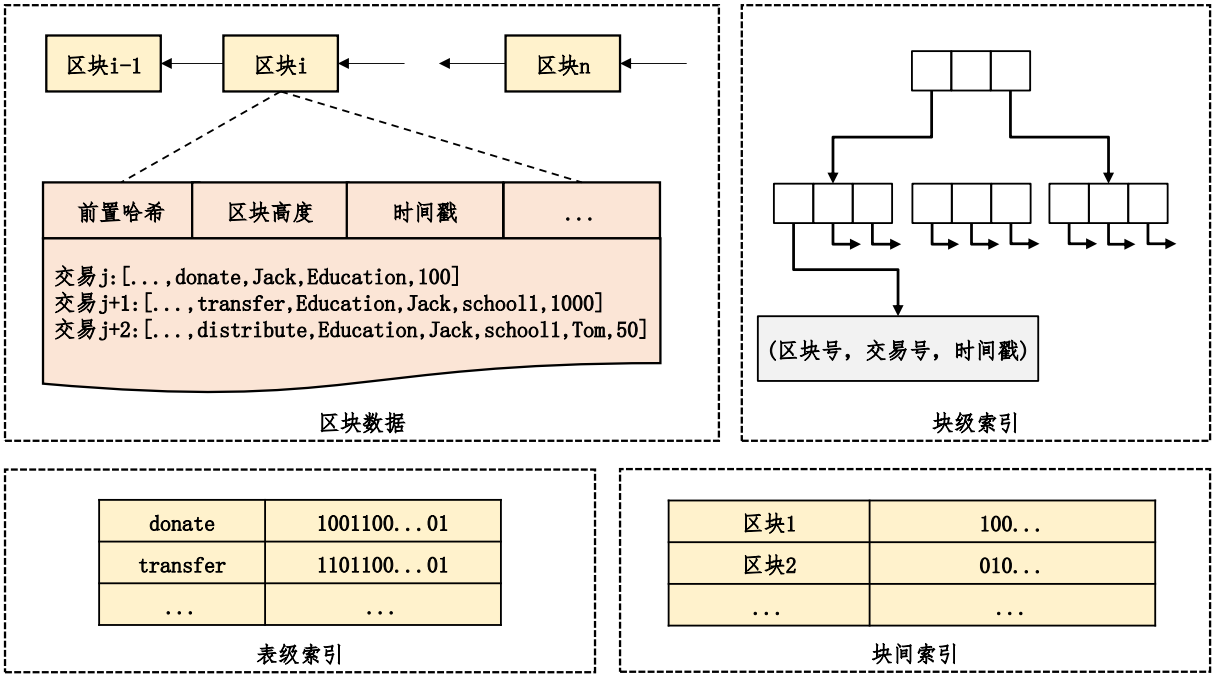 区块i-1
区块i
区块n
前置哈希
区块高度
时间戳
...
交易j:[...,donate,Jack,Education,100]
交易j+1:[...,transfer,Education,Jack,school1,1000]
交易j+2:[...,distribute,Education,Jack,school1,Tom,50]
区块数据
(区块号, 交易号, 时间戳)
块级索引
donate 1001100...01
transfer 1101100...01
... ...
表级索引
区块1 100...
区块2 010...
... ...
块间索引